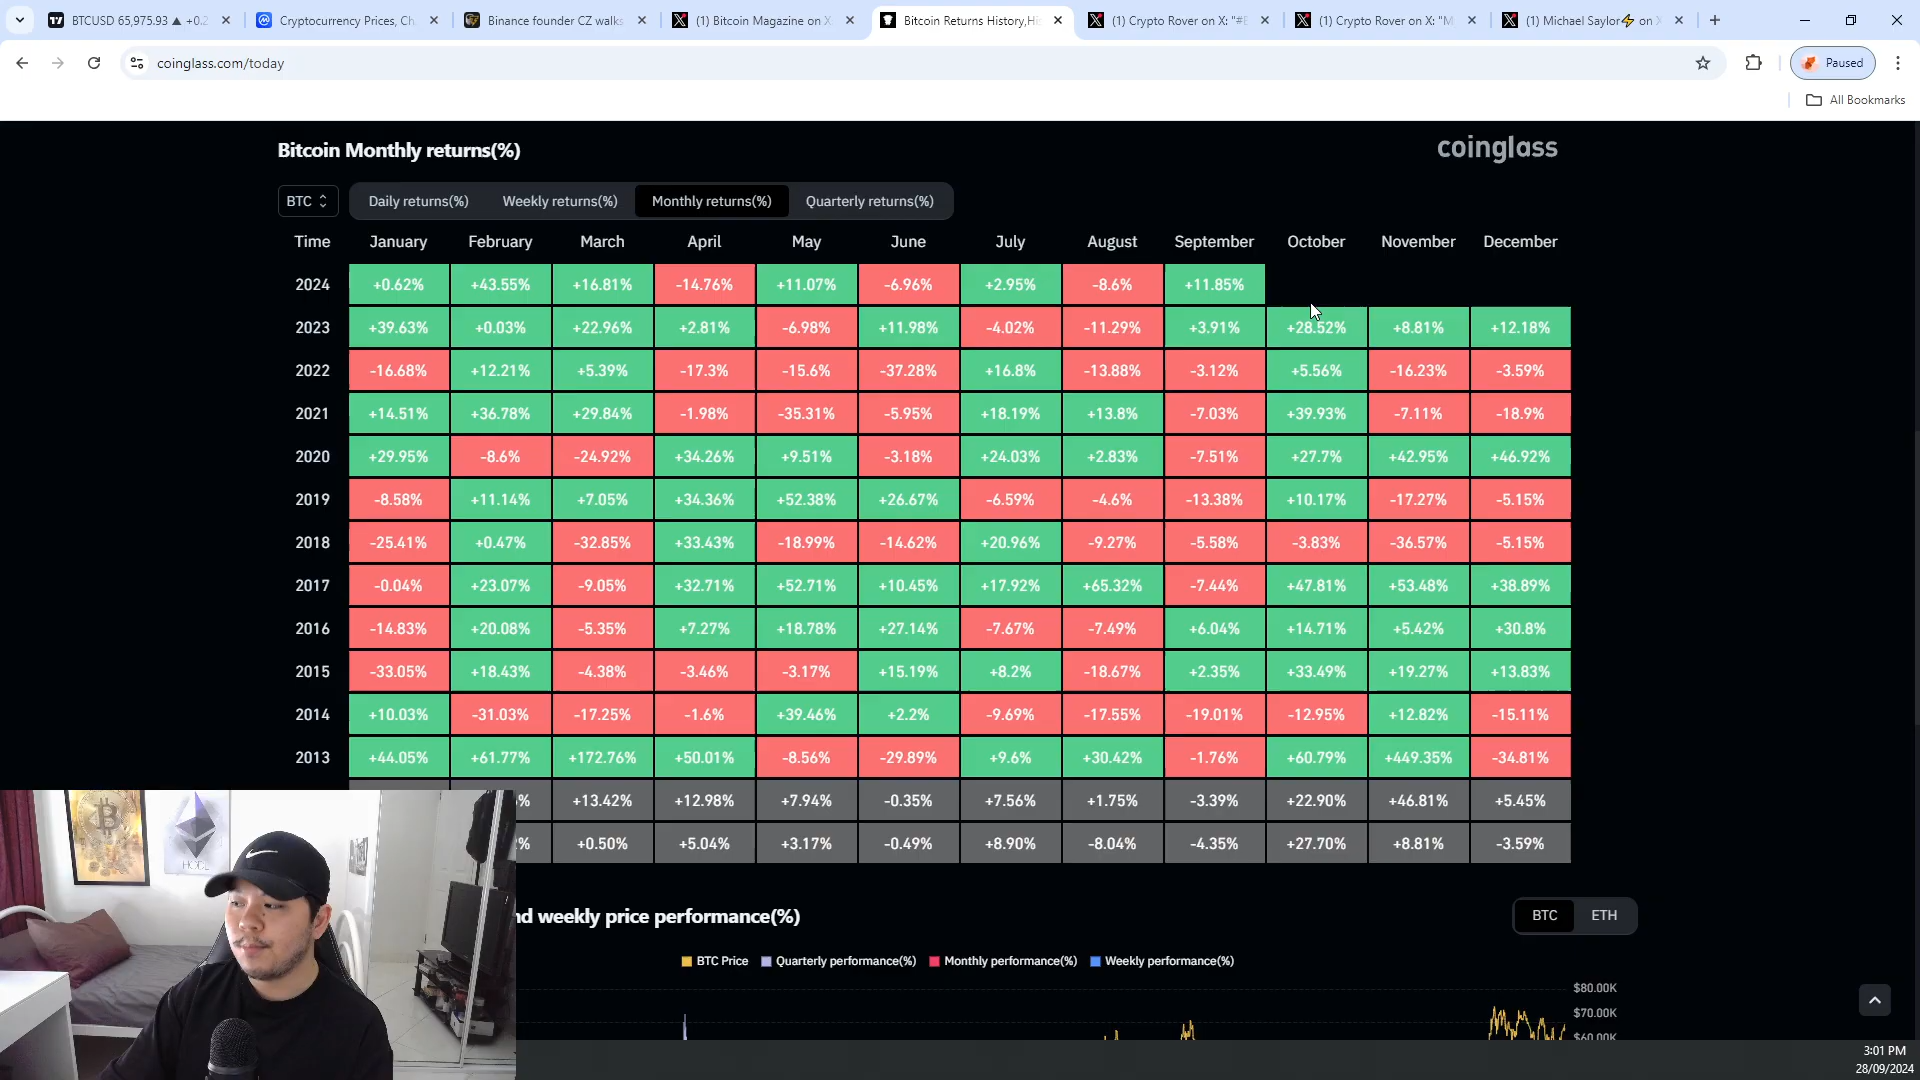 BTCUSD 65,975.93 ▲ +0.2
Cryptocurrency Prices, Ch
Binance founder CZ walks
(1) Bitcoin Magazine on X
Bitcoin Returns History,His
(1) Crypto Rover on X: "#E
(1) Crypto Rover on X: "M
(1) Michael Saylor⚡ on X
coinglass.com/today
Paused
All Bookmarks
Bitcoin Monthly returns(%)
coinglass
BTC
Daily returns(%) Weekly returns(%) Monthly returns(%) Quarterly returns(%)
Time January February March April May June July August September October November December
2024 +0.62% +43.55% +16.81% -14.76% +11.07% -6.96% +2.95% -8.6% +11.85%
2023 +39.63% +0.03% +22.96% +2.81% -6.98% +11.98% -4.02% -11.29% +3.91% +28.52% +8.81% +12.18%
2022 -16.68% +12.21% +5.39% -17.3% -15.6% -37.28% +16.8% -13.88% -3.12% +5.56% -16.23% -3.59%
2021 +14.51% +36.78% +29.84% -1.98% -35.31% -5.95% +18.19% +13.8% -7.03% +39.93% -7.11% -18.9%
2020 +29.95% -8.6% -24.92% +34.26% +9.51% -3.18% +24.03% +2.83% -7.51% +27.7% +42.95% +46.92%
2019 -8.58% +11.14% +7.05% +34.36% +52.38% +26.67% -6.59% -4.6% -13.38% +10.17% -17.27% -5.15%
2018 -25.41% +0.47% -32.85% +33.43% -18.99% -14.62% +20.96% -9.27% -5.58% -3.83% -36.57% -5.15%
2017 -0.04% +23.07% -9.05% +32.71% +52.71% +10.45% +17.92% +65.32% -7.44% +47.81% +53.48% +38.89%
2016 -14.83% +20.08% -5.35% +7.27% +18.78% +27.14% -7.67% -7.49% +6.04% +14.71% +5.42% +30.8%
2015 -33.05% +18.43% -4.38% -3.46% -3.17% +15.19% +8.2% -18.67% +2.35% +33.49% +19.27% +13.83%
2014 +10.03% -31.03% -17.25% -1.6% +39.46% +2.2% -9.69% -17.55% -19.01% -12.95% +12.82% -15.11%
2013 +44.05% +61.77% +172.76% +50.01% -8.56% -29.89% +9.6% +30.42% -1.76% +60.79% +449.35% -34.81%
% +13.42% +12.98% +7.94% -0.35% +7.56% +1.75% -3.39% +22.90% +46.81% +5.45%
% +0.50% +5.04% +3.17% -0.49% +8.90% -8.04% -4.35% +27.70% +8.81% -3.59%
HODL
nd weekly price performance(%)
BTC ETH
BTC Price Quarterly performance(%) Monthly performance(%) Weekly performance(%)
$80.00K
$70.00K
$60.00K
3:01 PM
28/09/2024